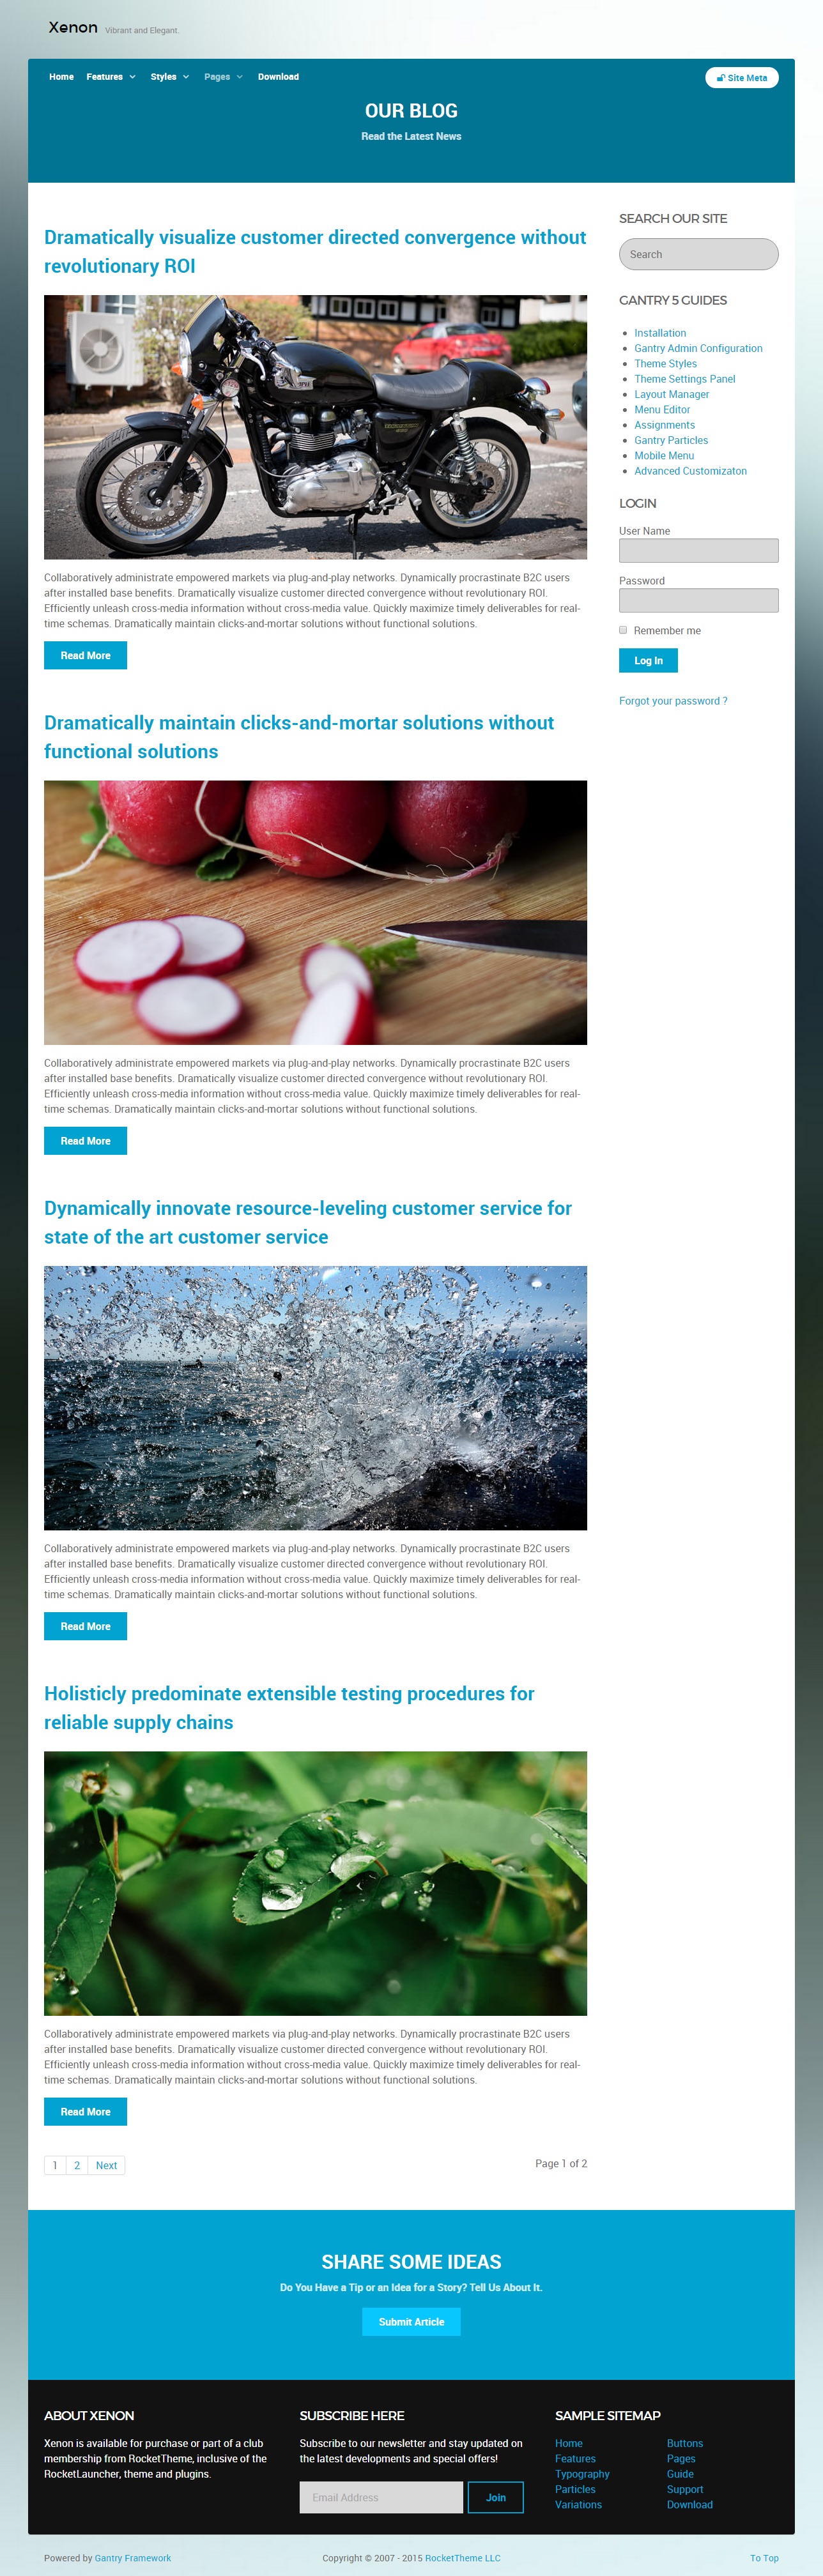 Xenon Vibrant and Elegant.
Home Features Styles Pages Download Site Meta
OUR BLOG
Read the Latest News
Dramatically visualize customer directed convergence without
revolutionary ROI
Collaboratively administrate empowered markets via plug-and-play networks. Dynamically procrastinate B2C users
after installed base benefits. Dramatically visualize customer directed convergence without revolutionary ROI.
Efficiently unleash cross-media information without cross-media value. Quickly maximize timely deliverables for real-
time schemas. Dramatically maintain clicks-and-mortar solutions without functional solutions.
Read More
Dramatically maintain clicks-and-mortar solutions without
functional solutions
Collaboratively administrate empowered markets via plug-and-play networks. Dynamically procrastinate B2C users
after installed base benefits. Dramatically visualize customer directed convergence without revolutionary ROI.
Efficiently unleash cross-media information without cross-media value. Quickly maximize timely deliverables for real-
time schemas. Dramatically maintain clicks-and-mortar solutions without functional solutions.
Read More
Dynamically innovate resource-leveling customer service for
state of the art customer service
Collaboratively administrate empowered markets via plug-and-play networks. Dynamically procrastinate B2C users
after installed base benefits. Dramatically visualize customer directed convergence without revolutionary ROI.
Efficiently unleash cross-media information without cross-media value. Quickly maximize timely deliverables for real-
time schemas. Dramatically maintain clicks-and-mortar solutions without functional solutions.
Read More
Holisticly predominate extensible testing procedures for
reliable supply chains
Collaboratively administrate empowered markets via plug-and-play networks. Dynamically procrastinate B2C users
after installed base benefits. Dramatically visualize customer directed convergence without revolutionary ROI.
Efficiently unleash cross-media information without cross-media value. Quickly maximize timely deliverables for real-
time schemas. Dramatically maintain clicks-and-mortar solutions without functional solutions.
Read More
1 2 Next
Page 1 of 2
SEARCH OUR SITE
Search
GANTRY 5 GUIDES
Installation
Gantry Admin Configuration
Theme Styles
Theme Settings Panel
Layout Manager
Menu Editor
Assignments
Gantry Particles
Mobile Menu
Advanced Customizaton
LOGIN
User Name
Password
Remember me
Log In
Forgot your password ?
SHARE SOME IDEAS
Do You Have a Tip or an Idea for a Story? Tell Us About It.
Submit Article
ABOUT XENON
Xenon is available for purchase or part of a club
membership from RocketTheme, inclusive of the
RocketLauncher, theme and plugins.
SUBSCRIBE HERE
Subscribe to our newsletter and stay updated on
the latest developments and special offers!
Email Address Join
SAMPLE SITEMAP
Home
Features
Typography
Particles
Variations
Buttons
Pages
Guide
Support
Download
Powered by Gantry Framework
Copyright © 2007 - 2015 RocketTheme LLC
To Top